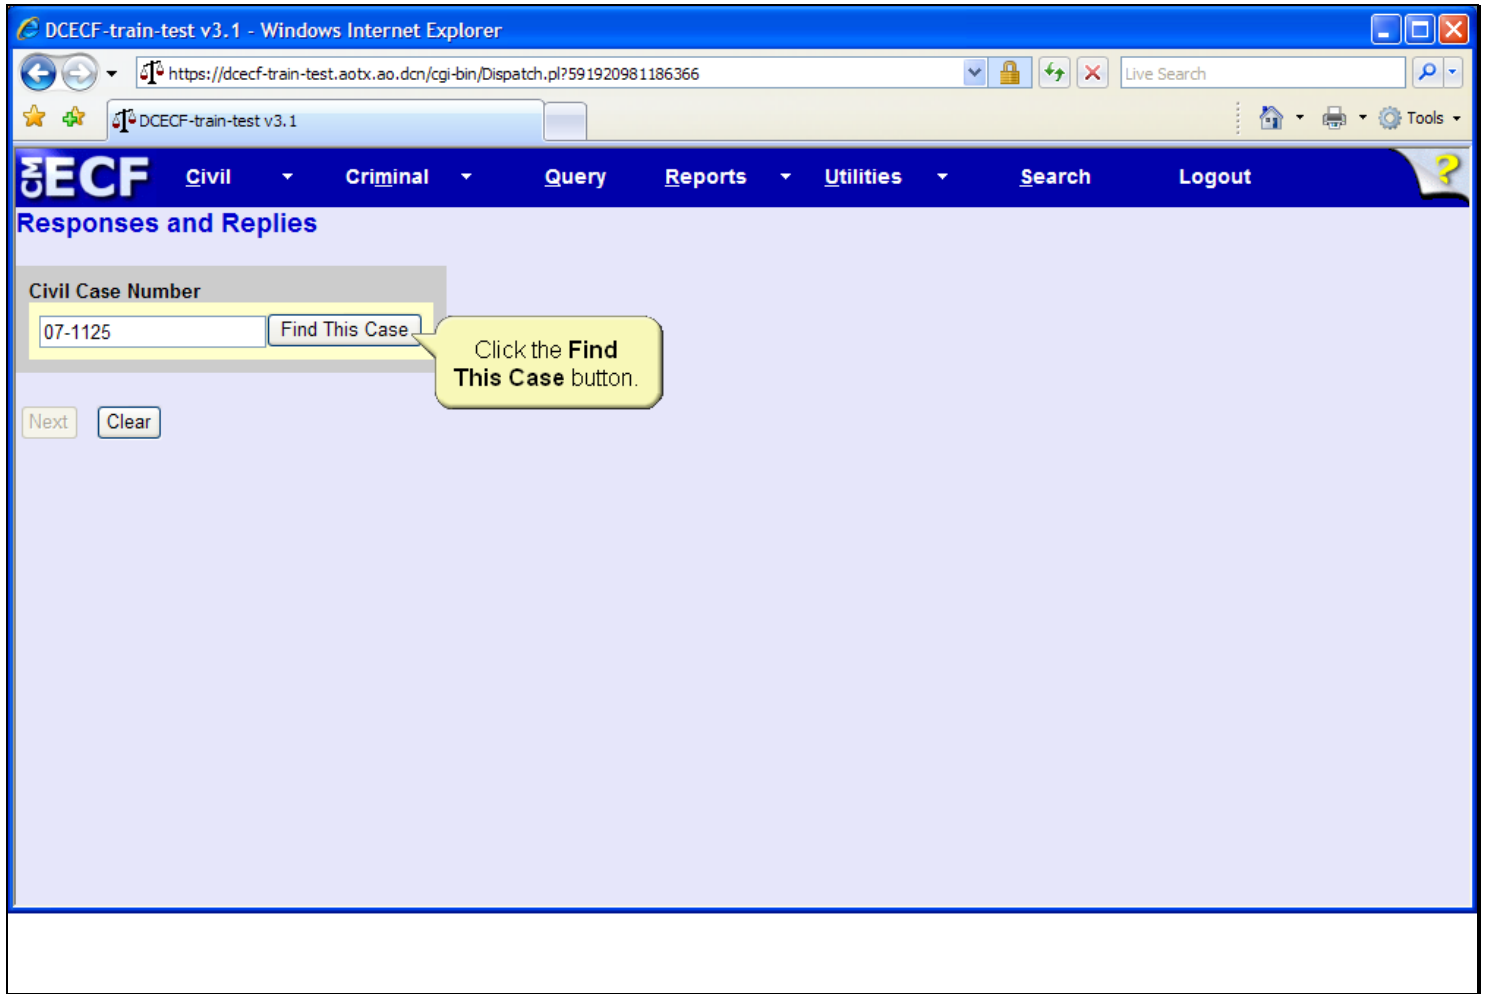 DCECF-train-test v3.1 - Windows Internet Explorer
https://dcecf-train-test.aotx.ao.dcn/cgi-bin/Dispatch.pl?591920981186366
Live Search
DCECF-train-test v3.1
Tools
CM ECF Civil Criminal Query Reports Utilities Search Logout ?
Responses and Replies
Civil Case Number
07-1125 Find This Case
Click the Find
This Case button.
Next Clear